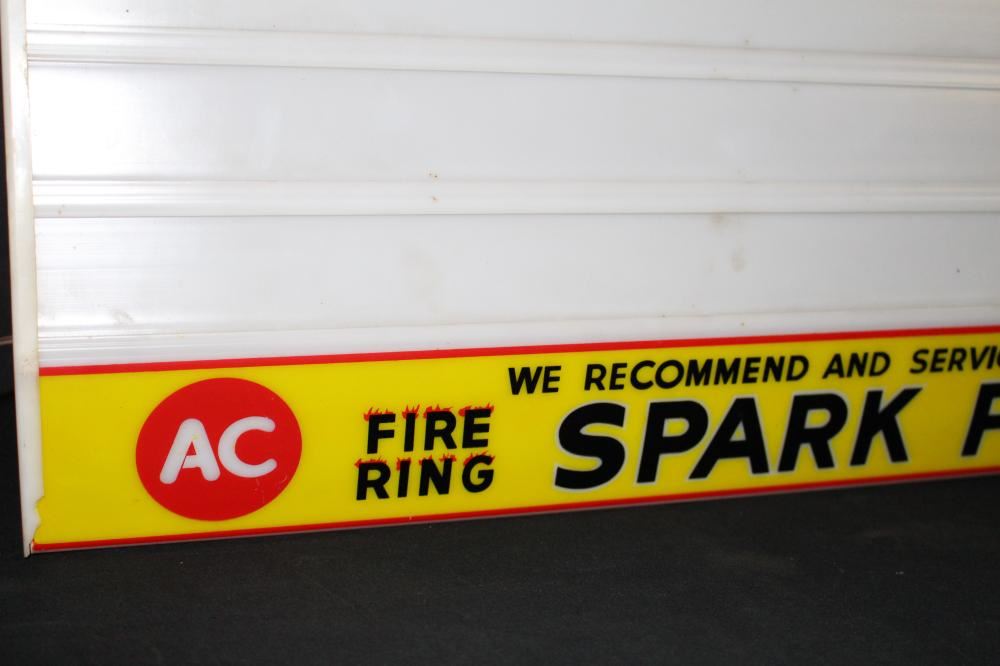 AC
FIRE
RING
WE RECOMMEND AND SERVIC
SPARK P